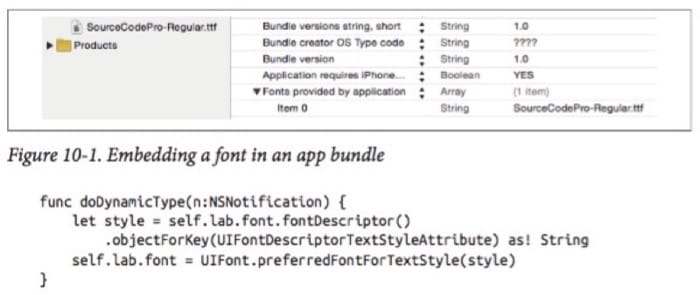 SourceCodePro-Regular.ttf
Products
Bundle versions string, short String 1.0
Bundle creator OS Type code String ????
Bundle version String 1.0
Application requires iPhone... Boolean YES
Fonts provided by application Array (1 item)
Item 0 String SourceCodePro-Regular.ttf
Figure 10-1. Embedding a font in an app bundle
func doDynamicType(n:NSNotification) {
let style = self.lab.font.fontDescriptor()
.objectForKey(UIFontDescriptorTextStyleAttribute) as! String
self.lab.font = UIFont.preferredFontForTextStyle(style)
}